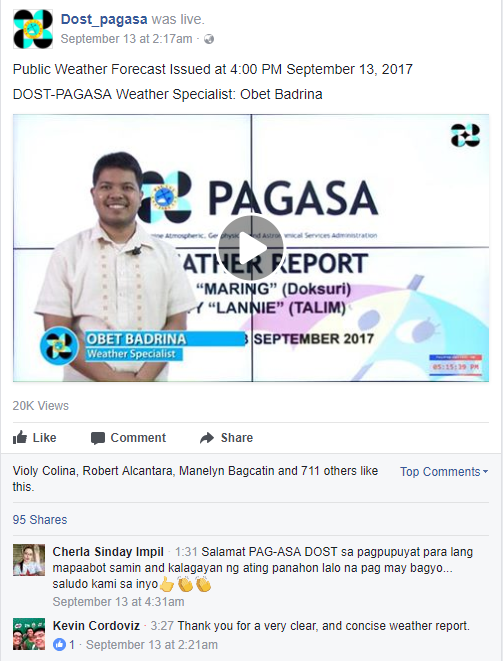 Dost_pagasa was live.
September 13 at 2:17am ·
Public Weather Forecast Issued at 4:00 PM September 13, 2017
DOST-PAGASA Weather Specialist: Obet Badrina
PAGASA
Atmospheric, Geophysical and Astronomical Services Administration
ATHER REPORT
"MARING" (Doksuri)
Y "LANNIE" (TALIM)
OBET BADRINA
SEPTEMBER 2017
Weather Specialist
05:15:39 PM
20K Views
Like Comment Share
Violy Colina, Robert Alcantara, Manelyn Bagcatin and 711 others like
this.
Top Comments
95 Shares
Cherla Sinday Impil · 1:31 Salamat PAG-ASA DOST sa pagpupuyat para lang
mapaabot samin and kalagayan ng ating panahon lalo na pag may bagyo...
saludo kami sa inyo👍👏👏
September 13 at 4:31am
Kevin Cordoviz · 3:27 Thank you for a very clear, and concise weather report.
1 · September 13 at 2:21am